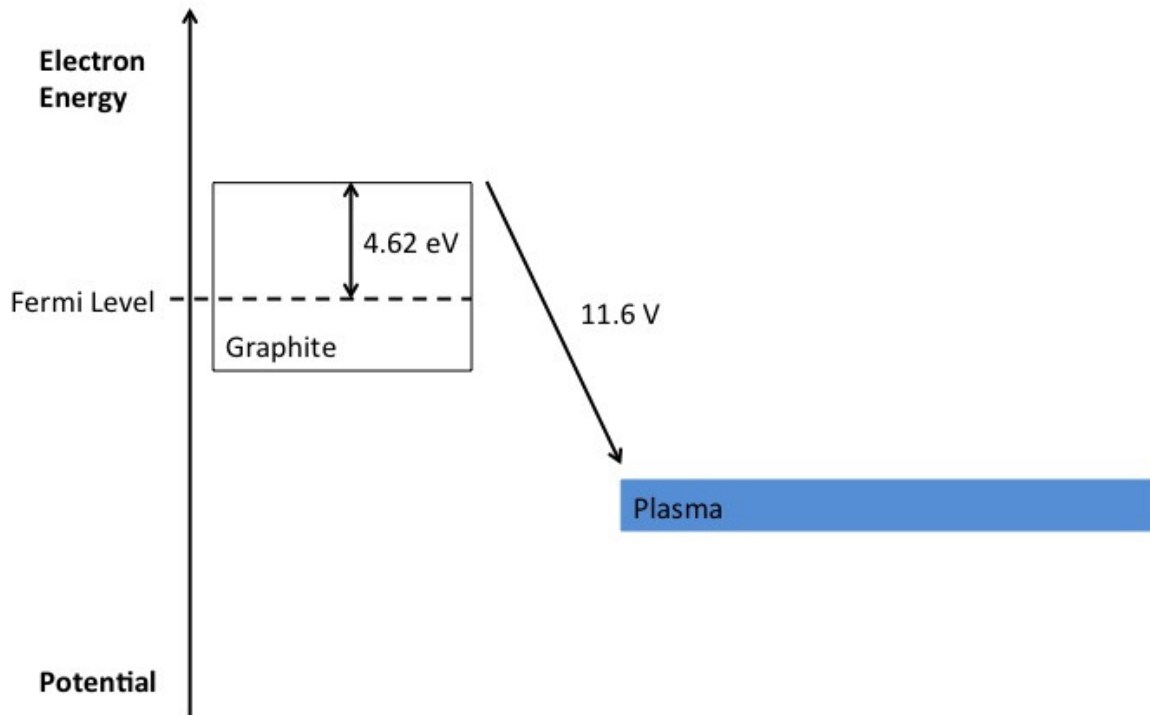 Electron
Energy
4.62 eV
Fermi Level
11.6 V
Graphite
Plasma
Potential